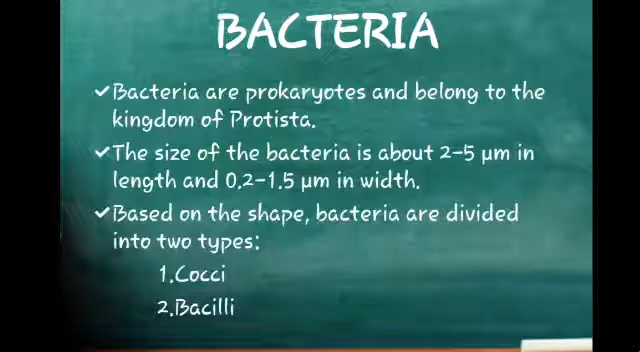 BACTERIA
✓Bacteria are prokaryotes and belong to the
kingdom of Protista.
✓The size of the bacteria is about 2-5 µm in
length and 0.2-1.5 µm in width.
✓Based on the shape, bacteria are divided
into two types:
1.Cocci
2.Bacilli